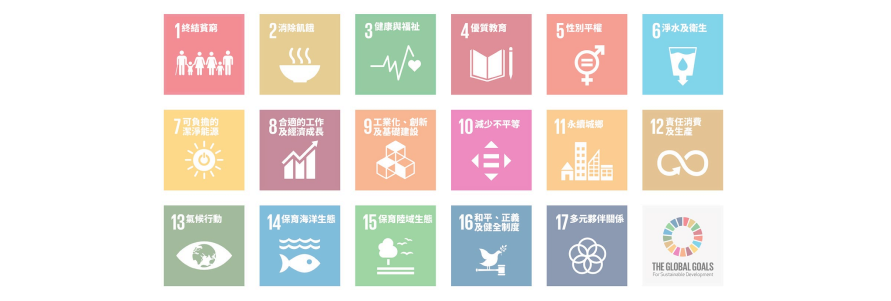 1 終結貧窮
2 消除飢餓
3 健康與福祉
4 優質教育
5 性別平權
6 淨水及衛生
7 可負擔的
潔淨能源
8 合適的工作
及經濟成長
9 工業化、創新
及基礎建設
10 減少不平等
11 永續城鄉
12 責任消費
及生產
13 氣候行動
14 保育海洋生態
15 保育陸域生態
16 和平、正義
及健全制度
17 多元夥伴關係
THE GLOBAL GOALS
For Sustainable Development